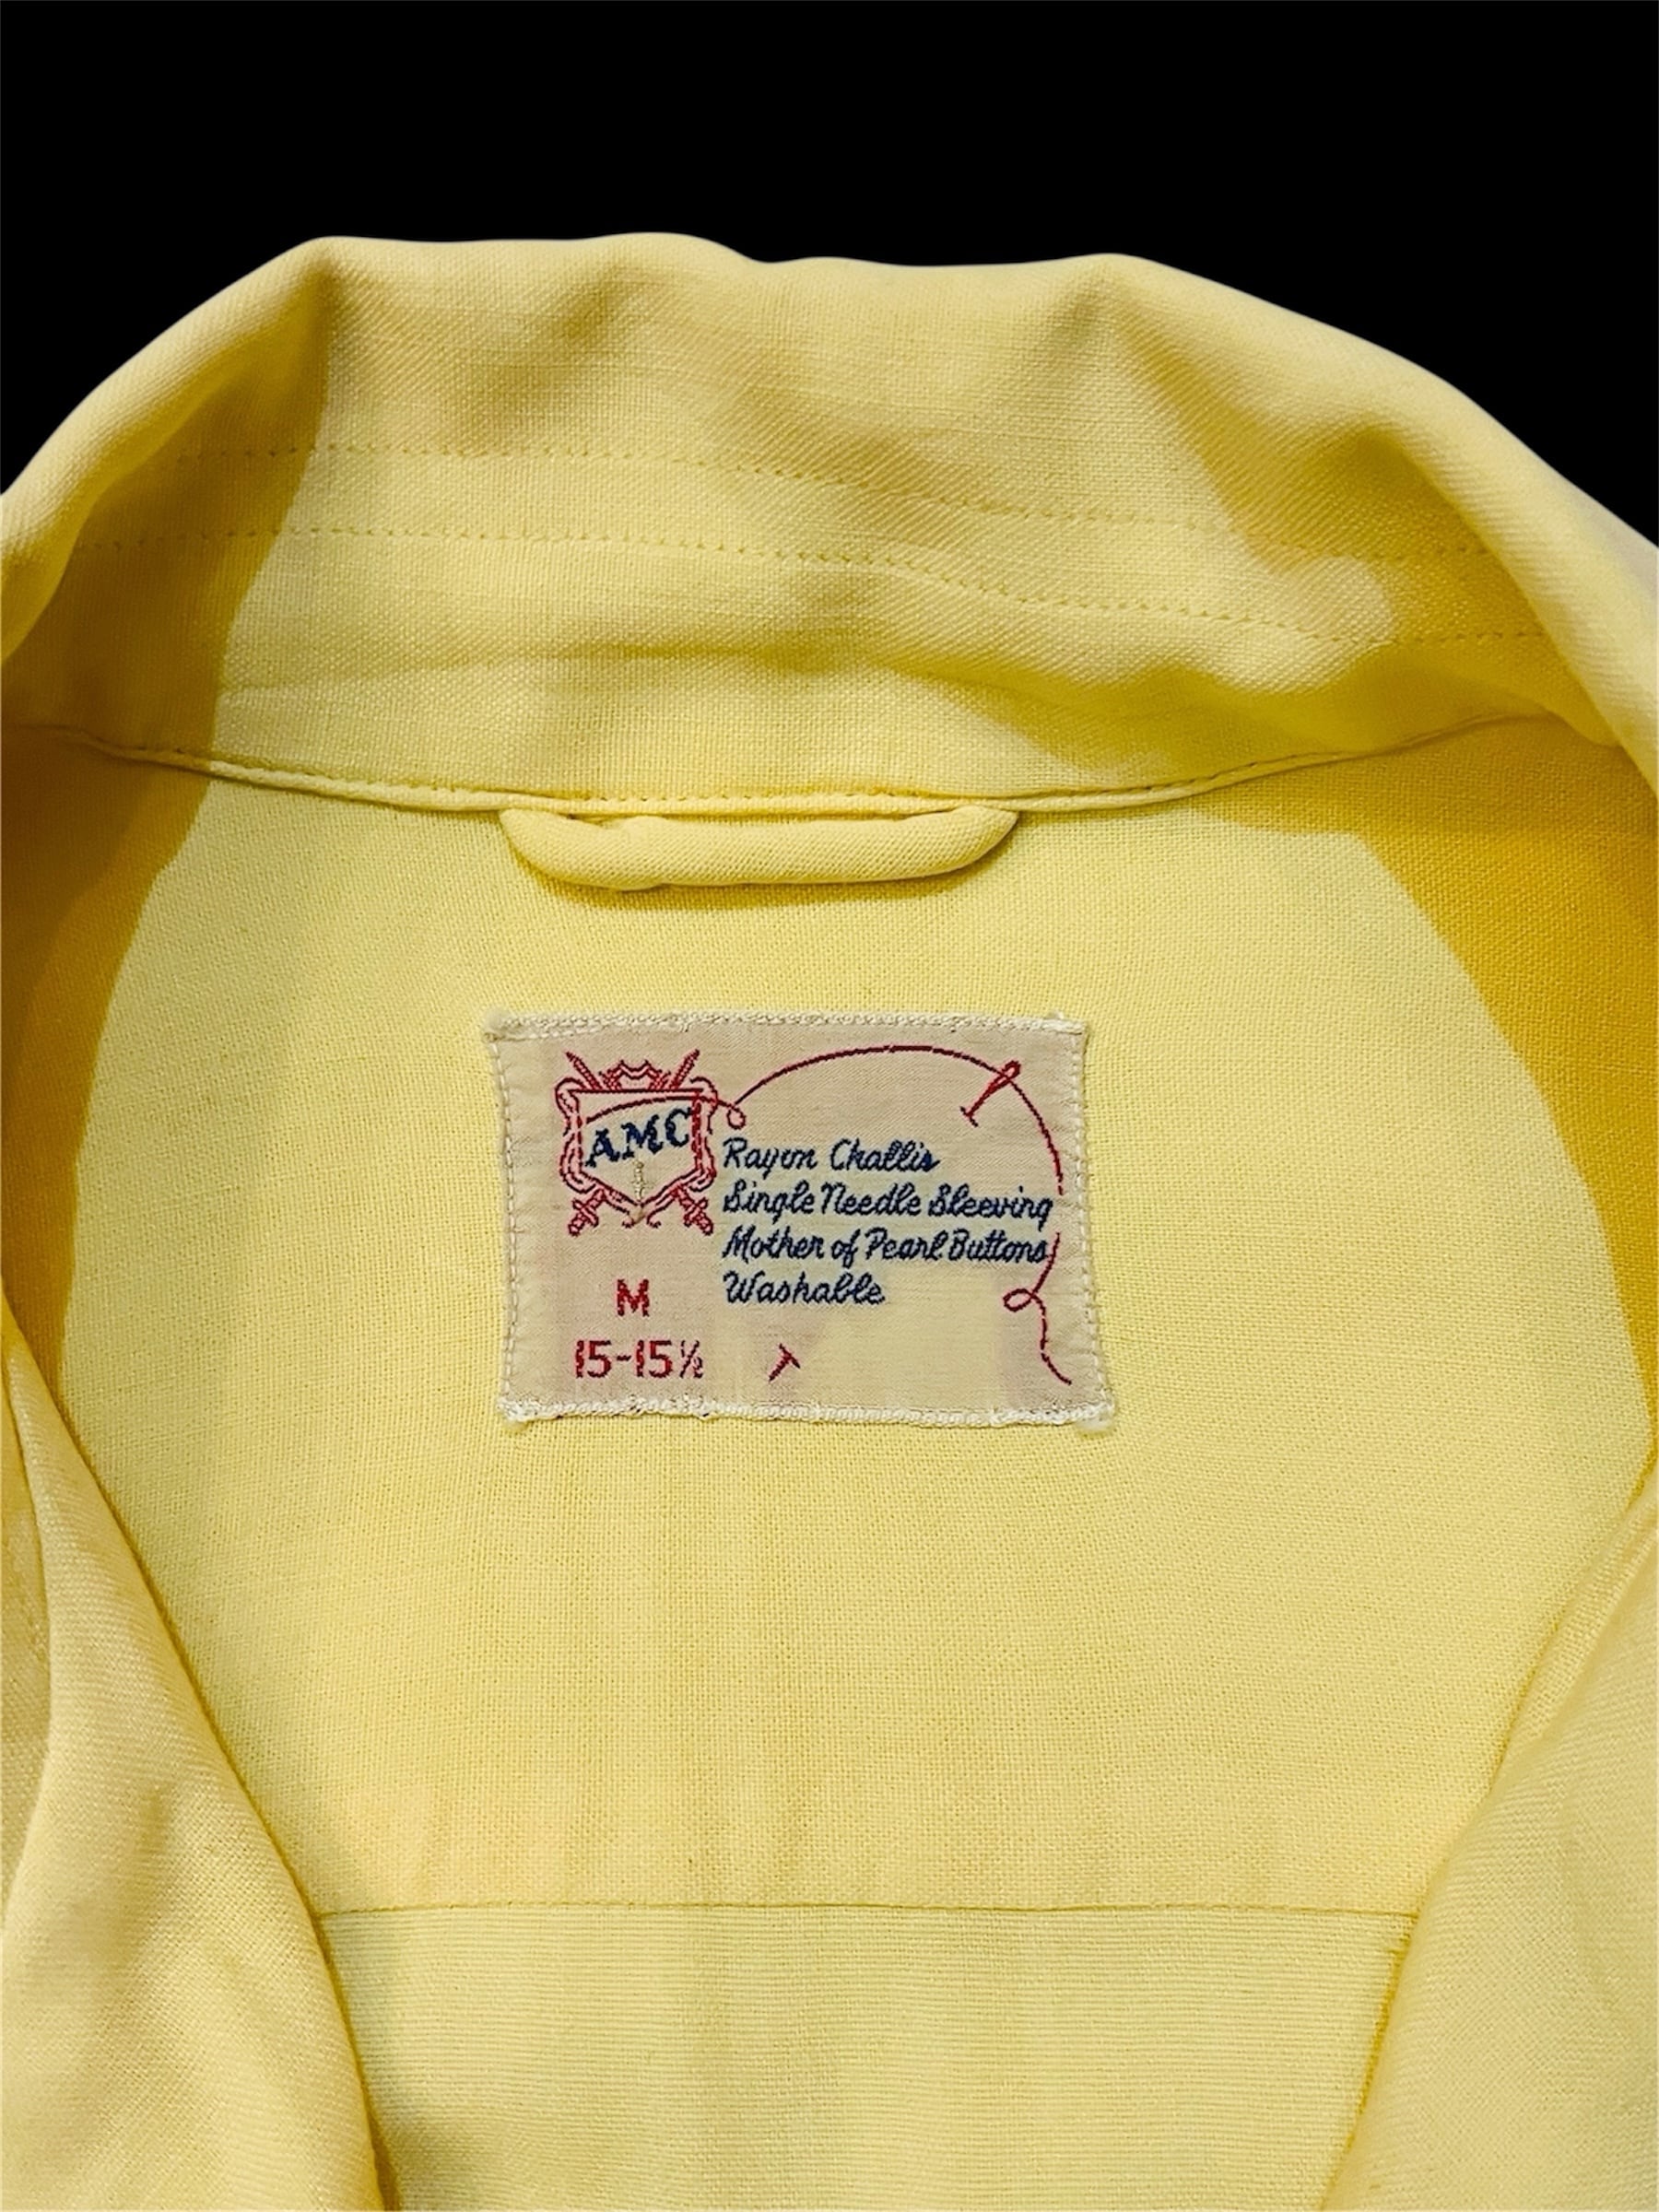 AMC
Rayon Challis
Single Needle Sleeving
Mother of Pearl Buttons
Washable
M
15-15½